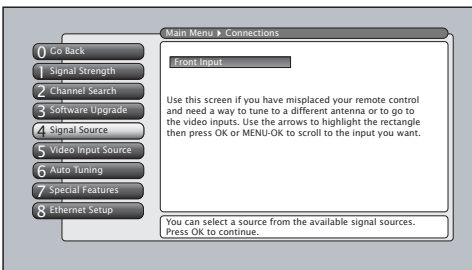 Main Menu ▸ Connections
0 Go Back
1 Signal Strength
2 Channel Search
3 Software Upgrade
4 Signal Source
5 Video Input Source
6 Auto Tuning
7 Special Features
8 Ethernet Setup
Front Input
Use this screen if you have misplaced your remote control
and need a way to tune to a different antenna or to go to
the video inputs. Use the arrows to highlight the rectangle
then press OK or MENU-OK to scroll to the input you want.
You can select a source from the available signal sources.
Press OK to continue.